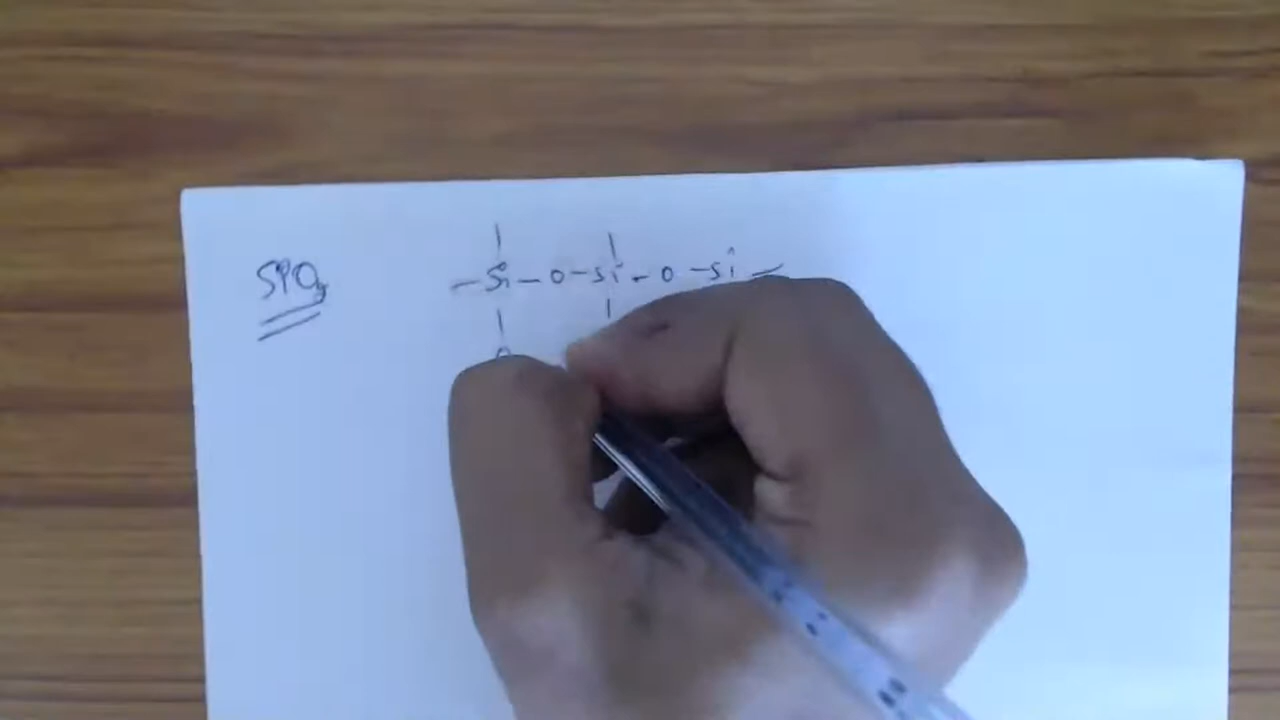 SiO2
— Si — O — Si — O — Si —
O